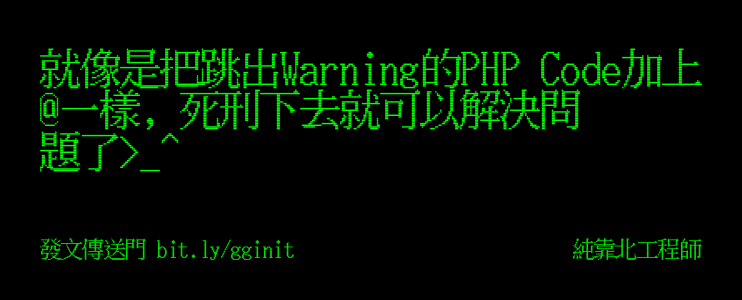 就像是把跳出Warning的PHP Code加上
@一樣, 死刑下去就可以解決問
題了>_^
發文傳送門 bit.ly/gginit
純靠北工程師